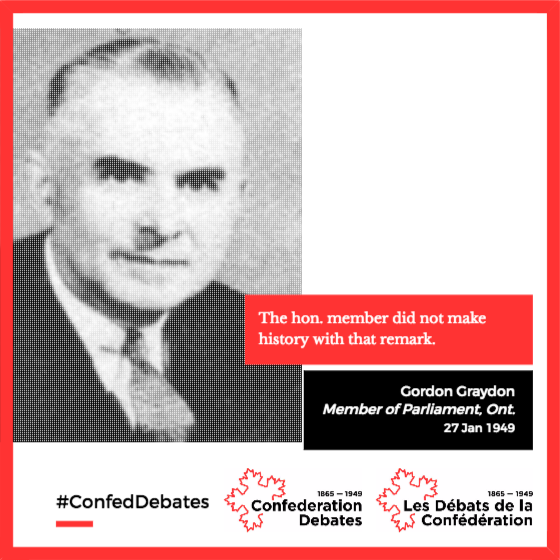 The hon. member did not make
history with that remark.
Gordon Graydon
Member of Parliament, Ont.
27 Jan 1949
#ConfedDebates
1865 — 1949
Confederation
Debates
1865 — 1949
Les Débats de la
Confédération